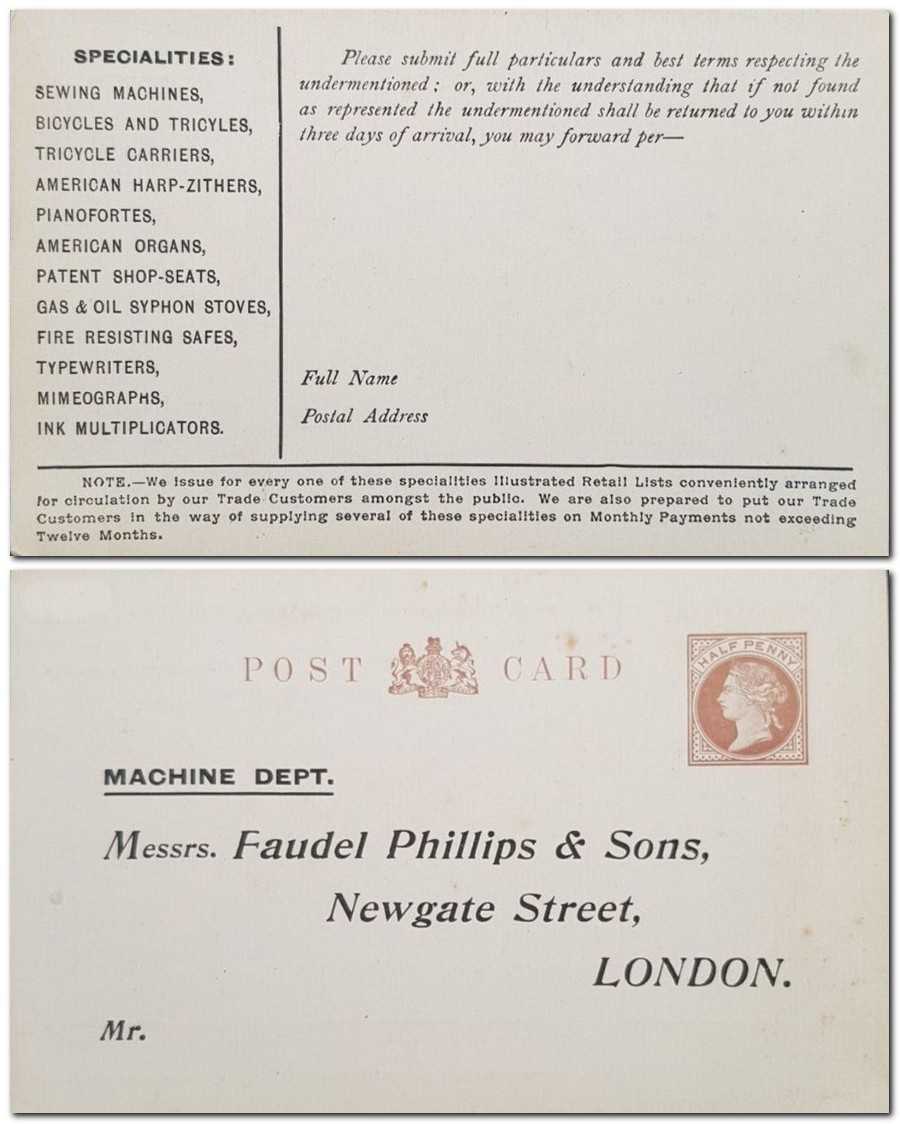 SPECIALITIES:
SEWING MACHINES,
BICYCLES AND TRICYLES,
TRICYCLE CARRIERS,
AMERICAN HARP-ZITHERS,
PIANOFORTES,
AMERICAN ORGANS,
PATENT SHOP-SEATS,
GAS & OIL SYPHON STOVES,
FIRE RESISTING SAFES,
TYPEWRITERS,
MIMEOGRAPHS,
INK MULTIPLICATORS.
Please submit full particulars and best terms respecting the
undermentioned; or, with the understanding that if not found
as represented the undermentioned shall be returned to you within
three days of arrival, you may forward per—
Full Name
Postal Address
NOTE.—We issue for every one of these specialities Illustrated Retail Lists conveniently arranged
for circulation by our Trade Customers amongst the public. We are also prepared to put our Trade
Customers in the way of supplying several of these specialities on Monthly Payments not exceeding
Twelve Months.
POST CARD
HALF PENNY
MACHINE DEPT.
Messrs. Faudel Phillips & Sons,
Newgate Street,
LONDON.
Mr.